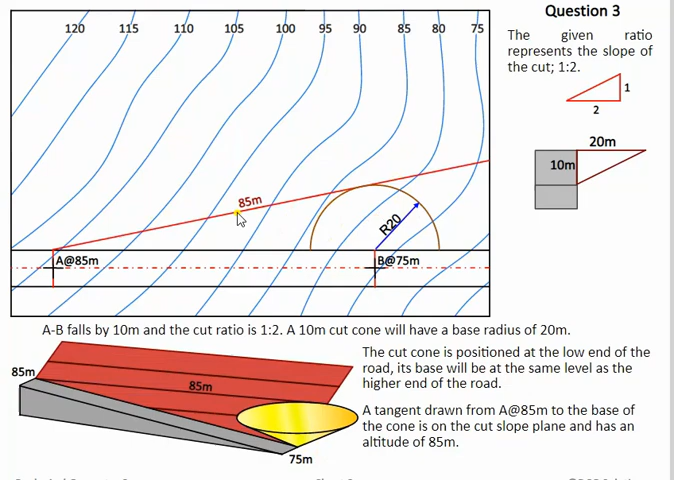 Question 3
The given ratio
represents the slope of
the cut; 1:2.
1
2
20m
10m
120 115 110 105 100 95 90 85 80 75
85m
R20
A@85m
B@75m
A-B falls by 10m and the cut ratio is 1:2. A 10m cut cone will have a base radius of 20m.
85m
85m
75m
The cut cone is positioned at the low end of the
road, its base will be at the same level as the
higher end of the road.
A tangent drawn from A@85m to the base of
the cone is on the cut slope plane and has an
altitude of 85m.